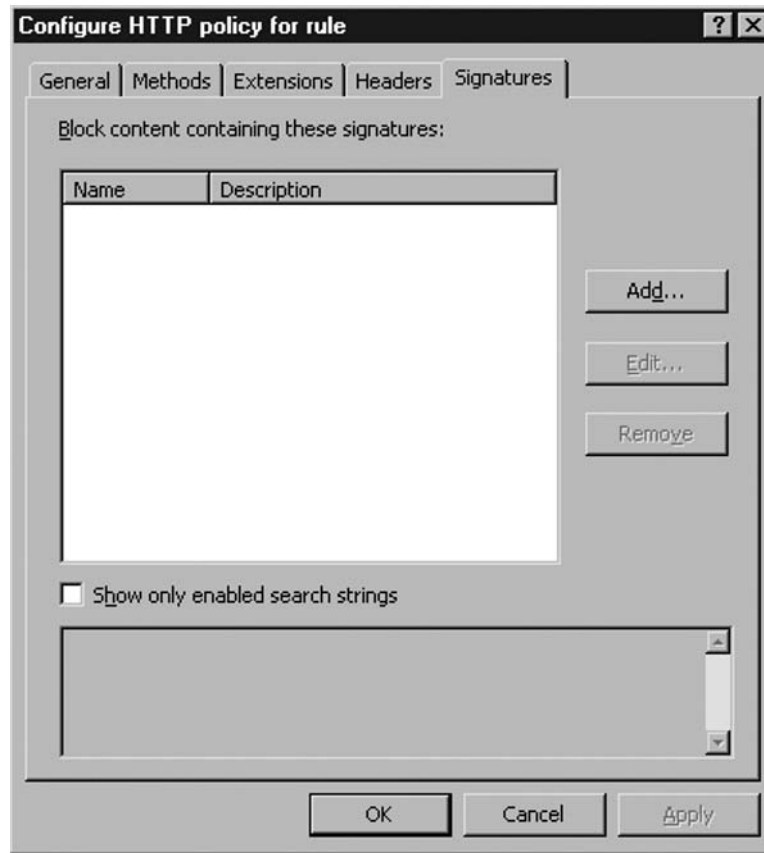 Configure HTTP policy for rule
General Methods Extensions Headers Signatures
Block content containing these signatures:
Name Description
Add...
Edit...
Remove
Show only enabled search strings
OK Cancel Apply